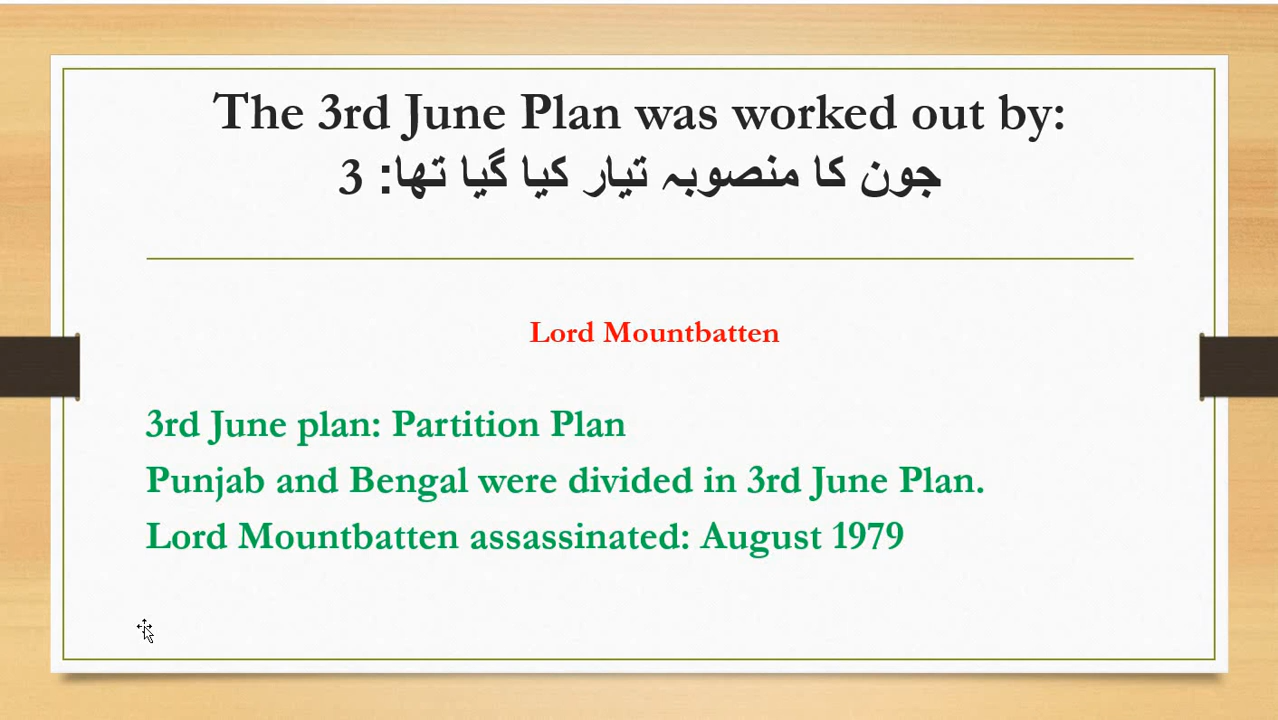 The 3rd June Plan was worked out by:
جون کا منصوبہ تیار کیا گیا تھا: 3
Lord Mountbatten
3rd June plan: Partition Plan
Punjab and Bengal were divided in 3rd June Plan.
Lord Mountbatten assassinated: August 1979